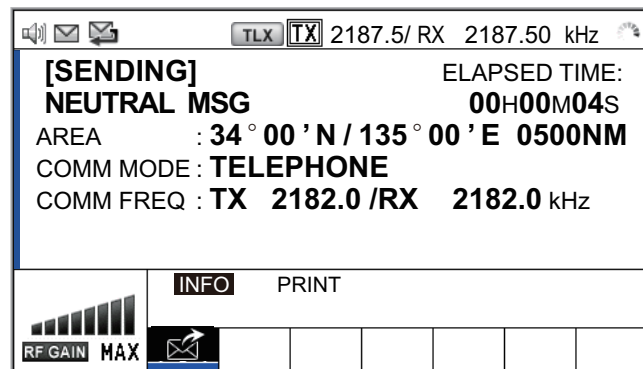 TLX TX 2187.5/ RX 2187.50 kHz
[SENDING] ELAPSED TIME:
NEUTRAL MSG 00H00M04S
AREA : 34°00'N / 135°00'E 0500NM
COMM MODE : TELEPHONE
COMM FREQ : TX 2182.0 /RX 2182.0 kHz
INFO PRINT
RF GAIN MAX